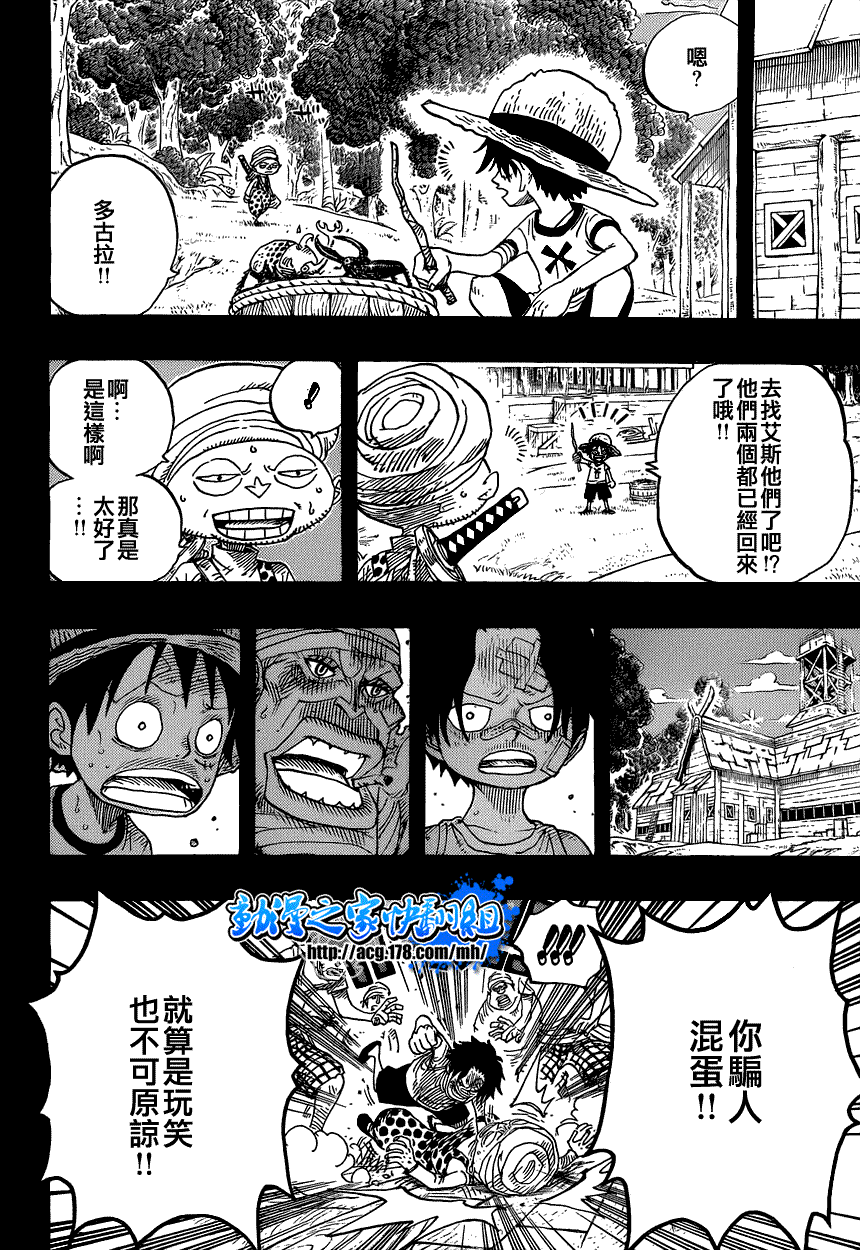 嗯?
多古拉!!
去找艾斯他們了吧!?
他們兩個都已經回來
了哦!!
!
啊…
是這樣啊
那真是
太好了
…!!
!!!!
你騙人
混蛋!!
就算是玩笑
也不可原諒!!
動漫之家快翻組
http://acg.178.com/mh/